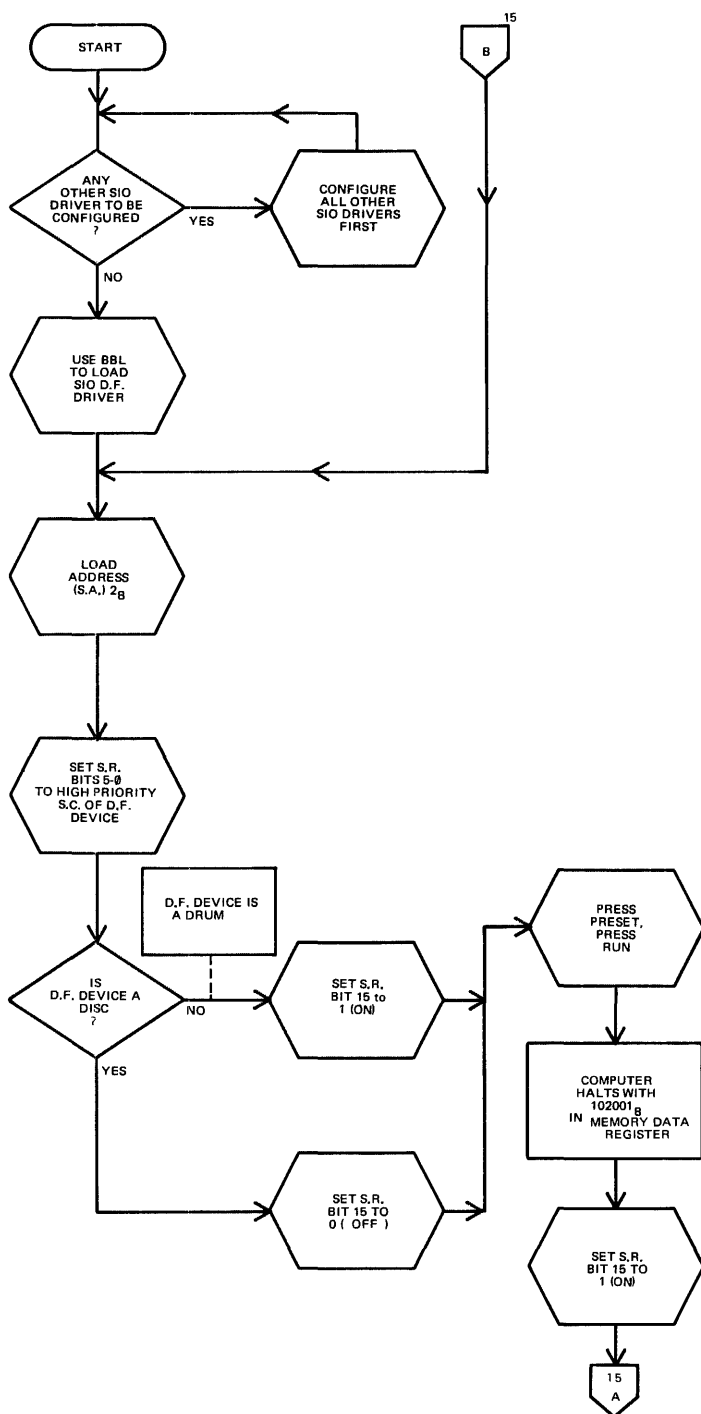 START
15
B
ANY
OTHER SIO
DRIVER TO BE
CONFIGURED
?
YES
CONFIGURE
ALL OTHER
SIO DRIVERS
FIRST
NO
USE BBL
TO LOAD
SIO D.F.
DRIVER
LOAD
ADDRESS
(S.A.) 2B
SET S.R.
BITS 5-Ø
TO HIGH PRIORITY
S.C. OF D.F.
DEVICE
D.F. DEVICE IS
A DRUM
IS
D.F. DEVICE A
DISC
?
NO
YES
SET S.R.
BIT 15 to
1 (ON)
SET S.R.
BIT 15 TO
0 ( OFF )
PRESS
PRESET,
PRESS
RUN
COMPUTER
HALTS WITH
102001B
IN MEMORY DATA
REGISTER
SET S.R.
BIT 15 TO
1 (ON)
15
A